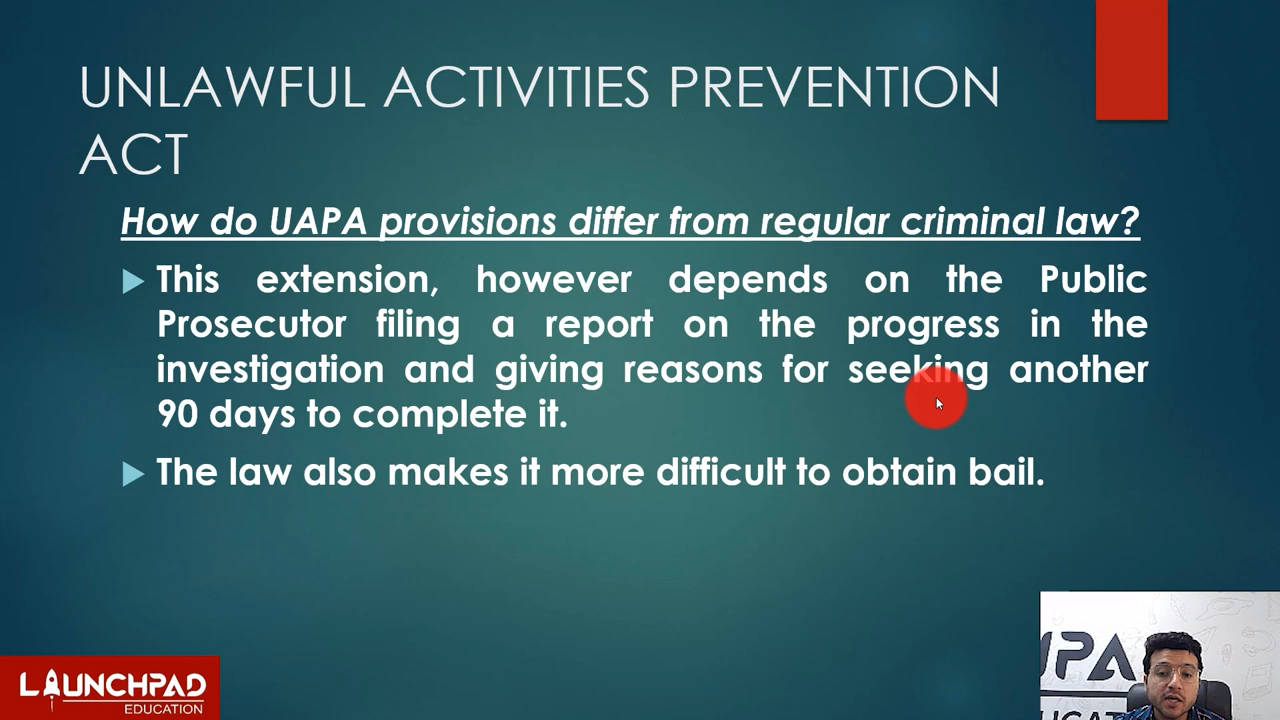 UNLAWFUL ACTIVITIES PREVENTION
ACT
How do UAPA provisions differ from regular criminal law?
This extension, however depends on the Public
Prosecutor filing a report on the progress in the
investigation and giving reasons for seeking another
90 days to complete it.
The law also makes it more difficult to obtain bail.
LAUNCHPAD
EDUCATION